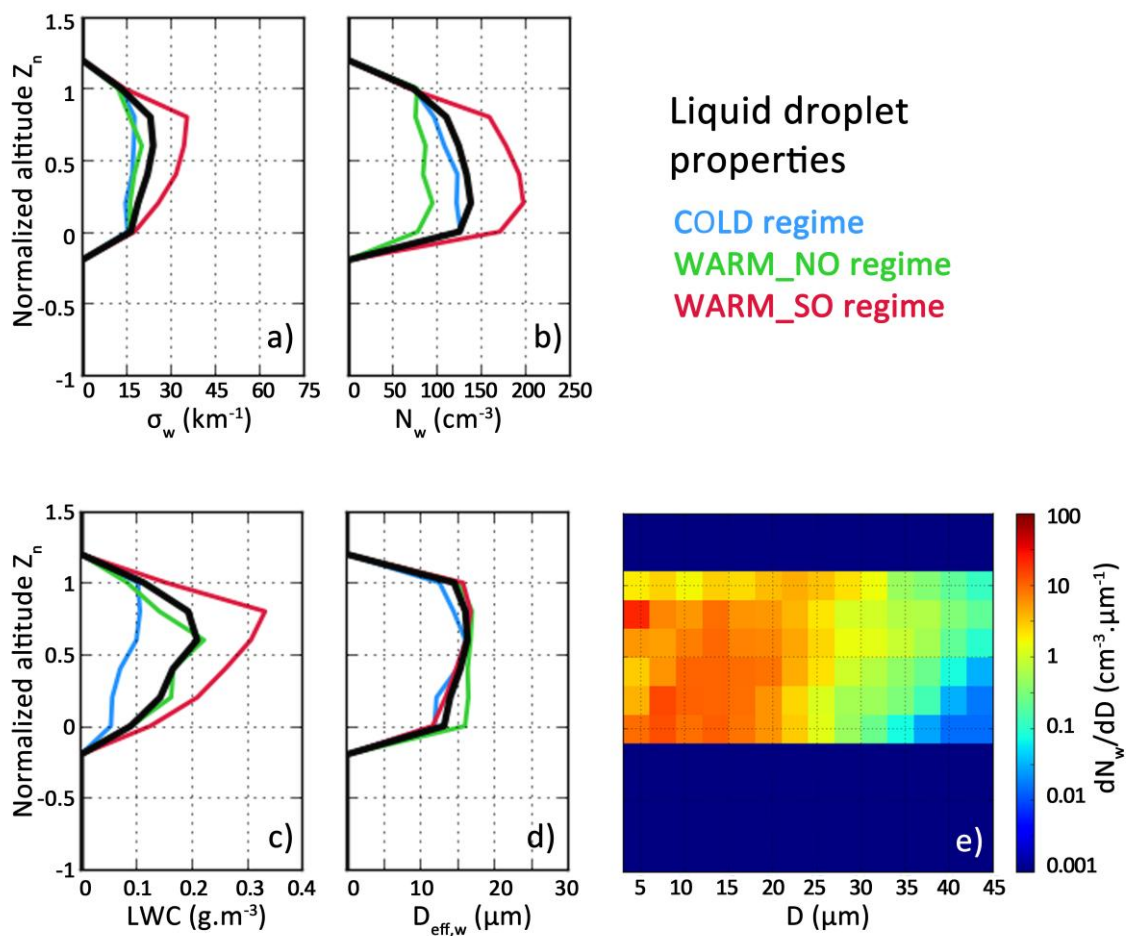 1.5
1
0.5
0
-0.5
-1
Normalized altitude Zₙ
a)
0 15 30 45 60 75
σ_w (km⁻¹)
b)
0 50 100 150 200 250
N_w (cm⁻³)
Liquid droplet
properties
COLD regime
WARM_NO regime
WARM_SO regime
1.5
1
0.5
0
-0.5
-1
Normalized altitude Zₙ
c)
0 0.1 0.2 0.3 0.4
LWC (g.m⁻³)
d)
0 10 20 30
D_eff,w (μm)
e)
5 10 15 20 25 30 35 40 45
D (μm)
100
10
1
0.1
0.01
0.001
dN_w/dD (cm⁻³.μm⁻¹)